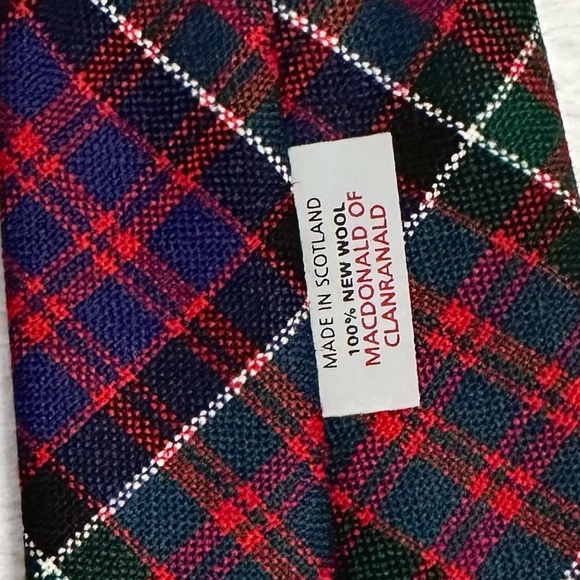 MADE IN SCOTLAND
100% NEW WOOL
MACDONALD OF
CLANRANALD